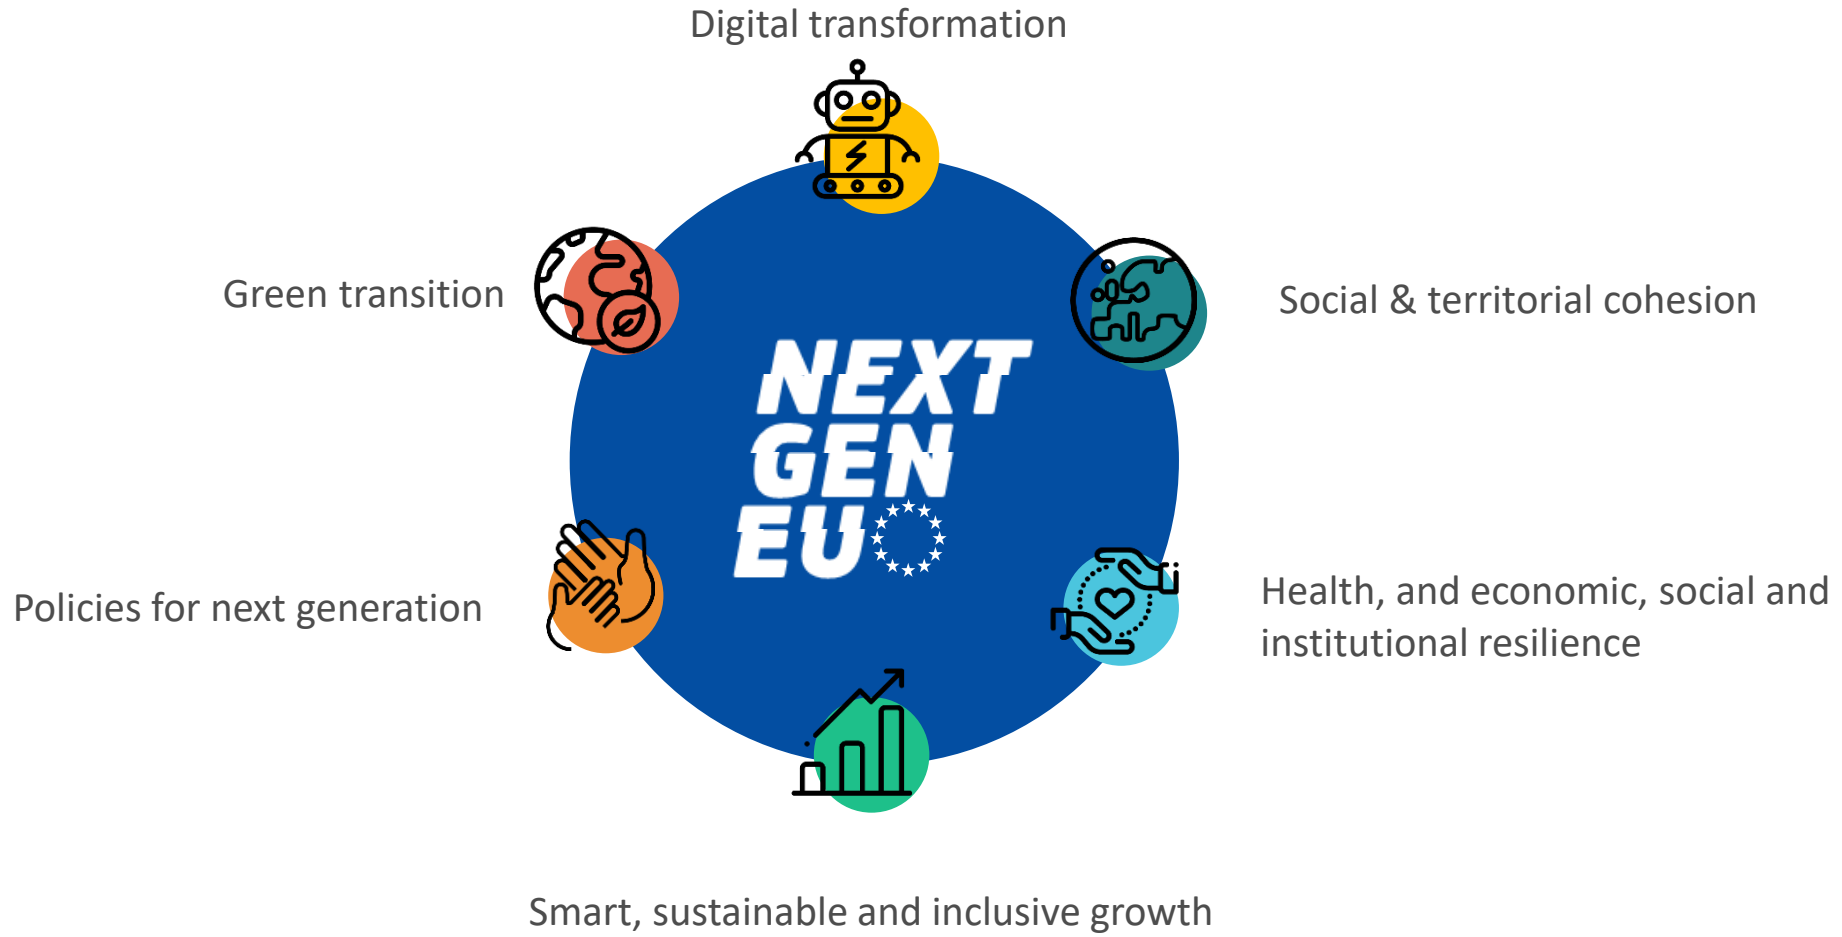 Digital transformation
Green transition
Social & territorial cohesion
NEXT
GEN
EU
Policies for next generation
Health, and economic, social and
institutional resilience
Smart, sustainable and inclusive growth